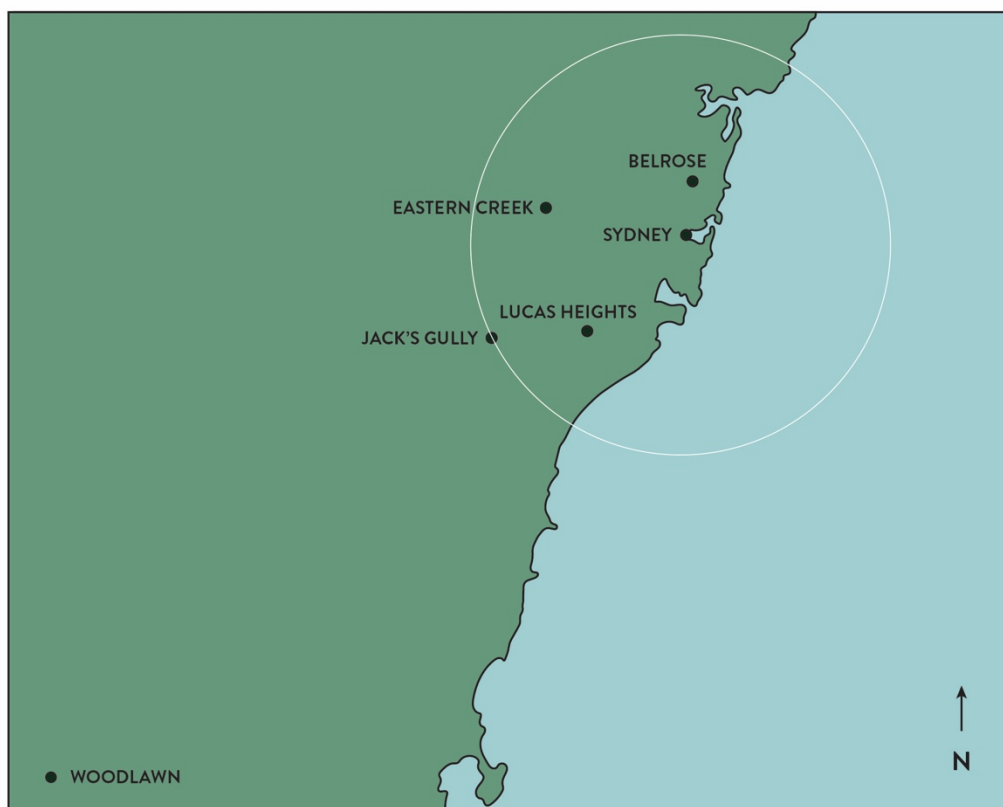 BELROSE
EASTERN CREEK
SYDNEY
LUCAS HEIGHTS
JACK'S GULLY
N
WOODLAWN